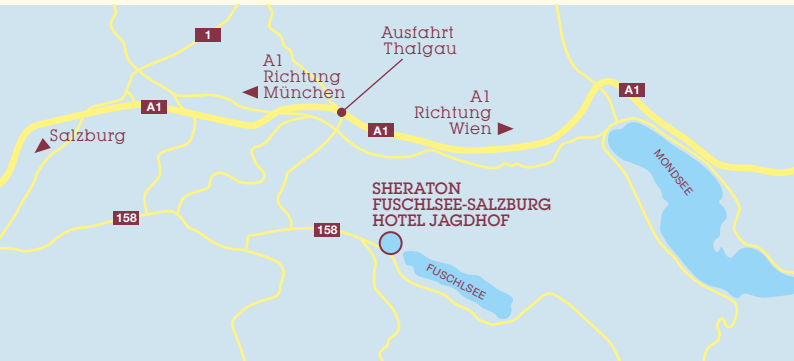 1
Ausfahrt
Thalgau
A1
Richtung
München
A1
A1
Richtung
Wien
A1
A1
Salzburg
MONDSEE
SHERATON
FUSCHLSEE-SALZBURG
HOTEL JAGDHOF
158
158
FUSCHLSEE